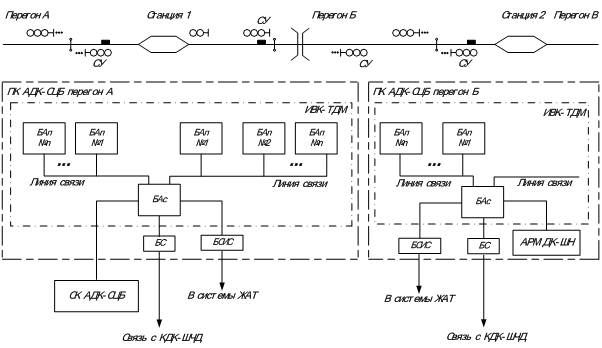 Перегон А
Станция 1
СУ
Перегон Б
Станция 2
Перегон В
СУ
СУ
СУ
ПК АДК-СЦБ перегон А
ИВК-ТДМ
БАп №n
БАп №1
БАп №1
БАп №2
БАп №n
Линия связи
Линия связи
БАс
БС
БСИС
СК АДК-СЦБ
В системы ЖАТ
Связь с КДК-ШЧД
ПК АДК-СЦБ перегон Б
ИВК-ТДМ
БАп №n
БАп №1
Линия связи
Линия связи
БАс
БСИС
БС
АРМ ДК-ШН
В системы ЖАТ
Связь с КДК-ШЧД